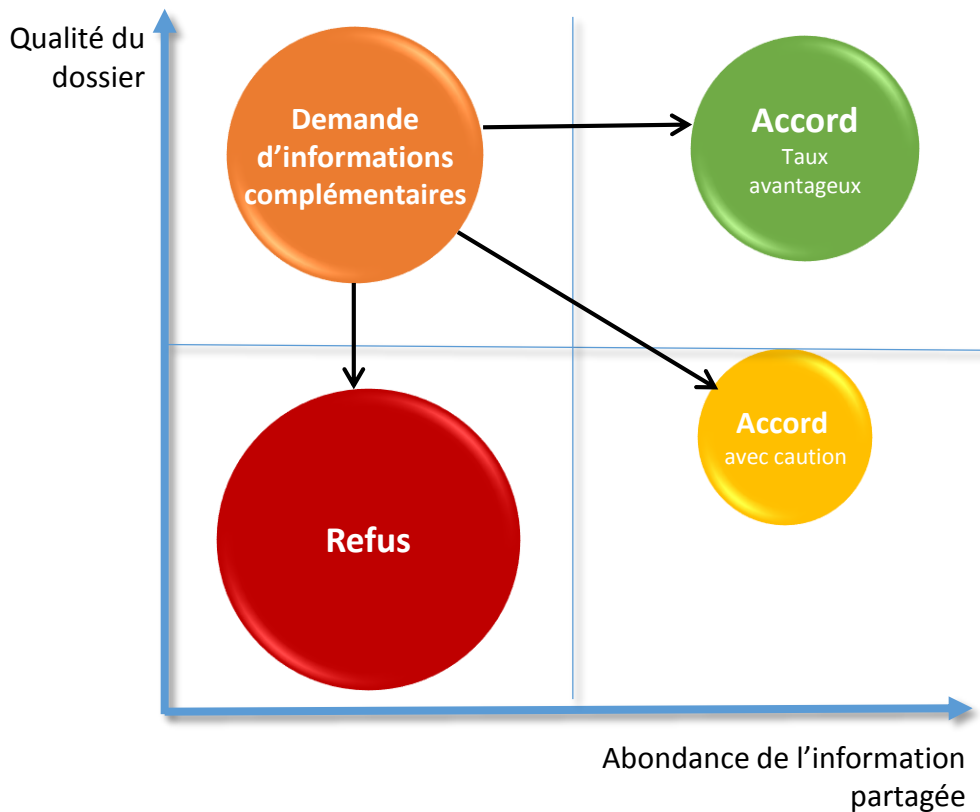 Qualité du
dossier
Demande
d’informations
complémentaires
Accord
Taux
avantageux
Accord
avec caution
Refus
Abondance de l’information
partagée